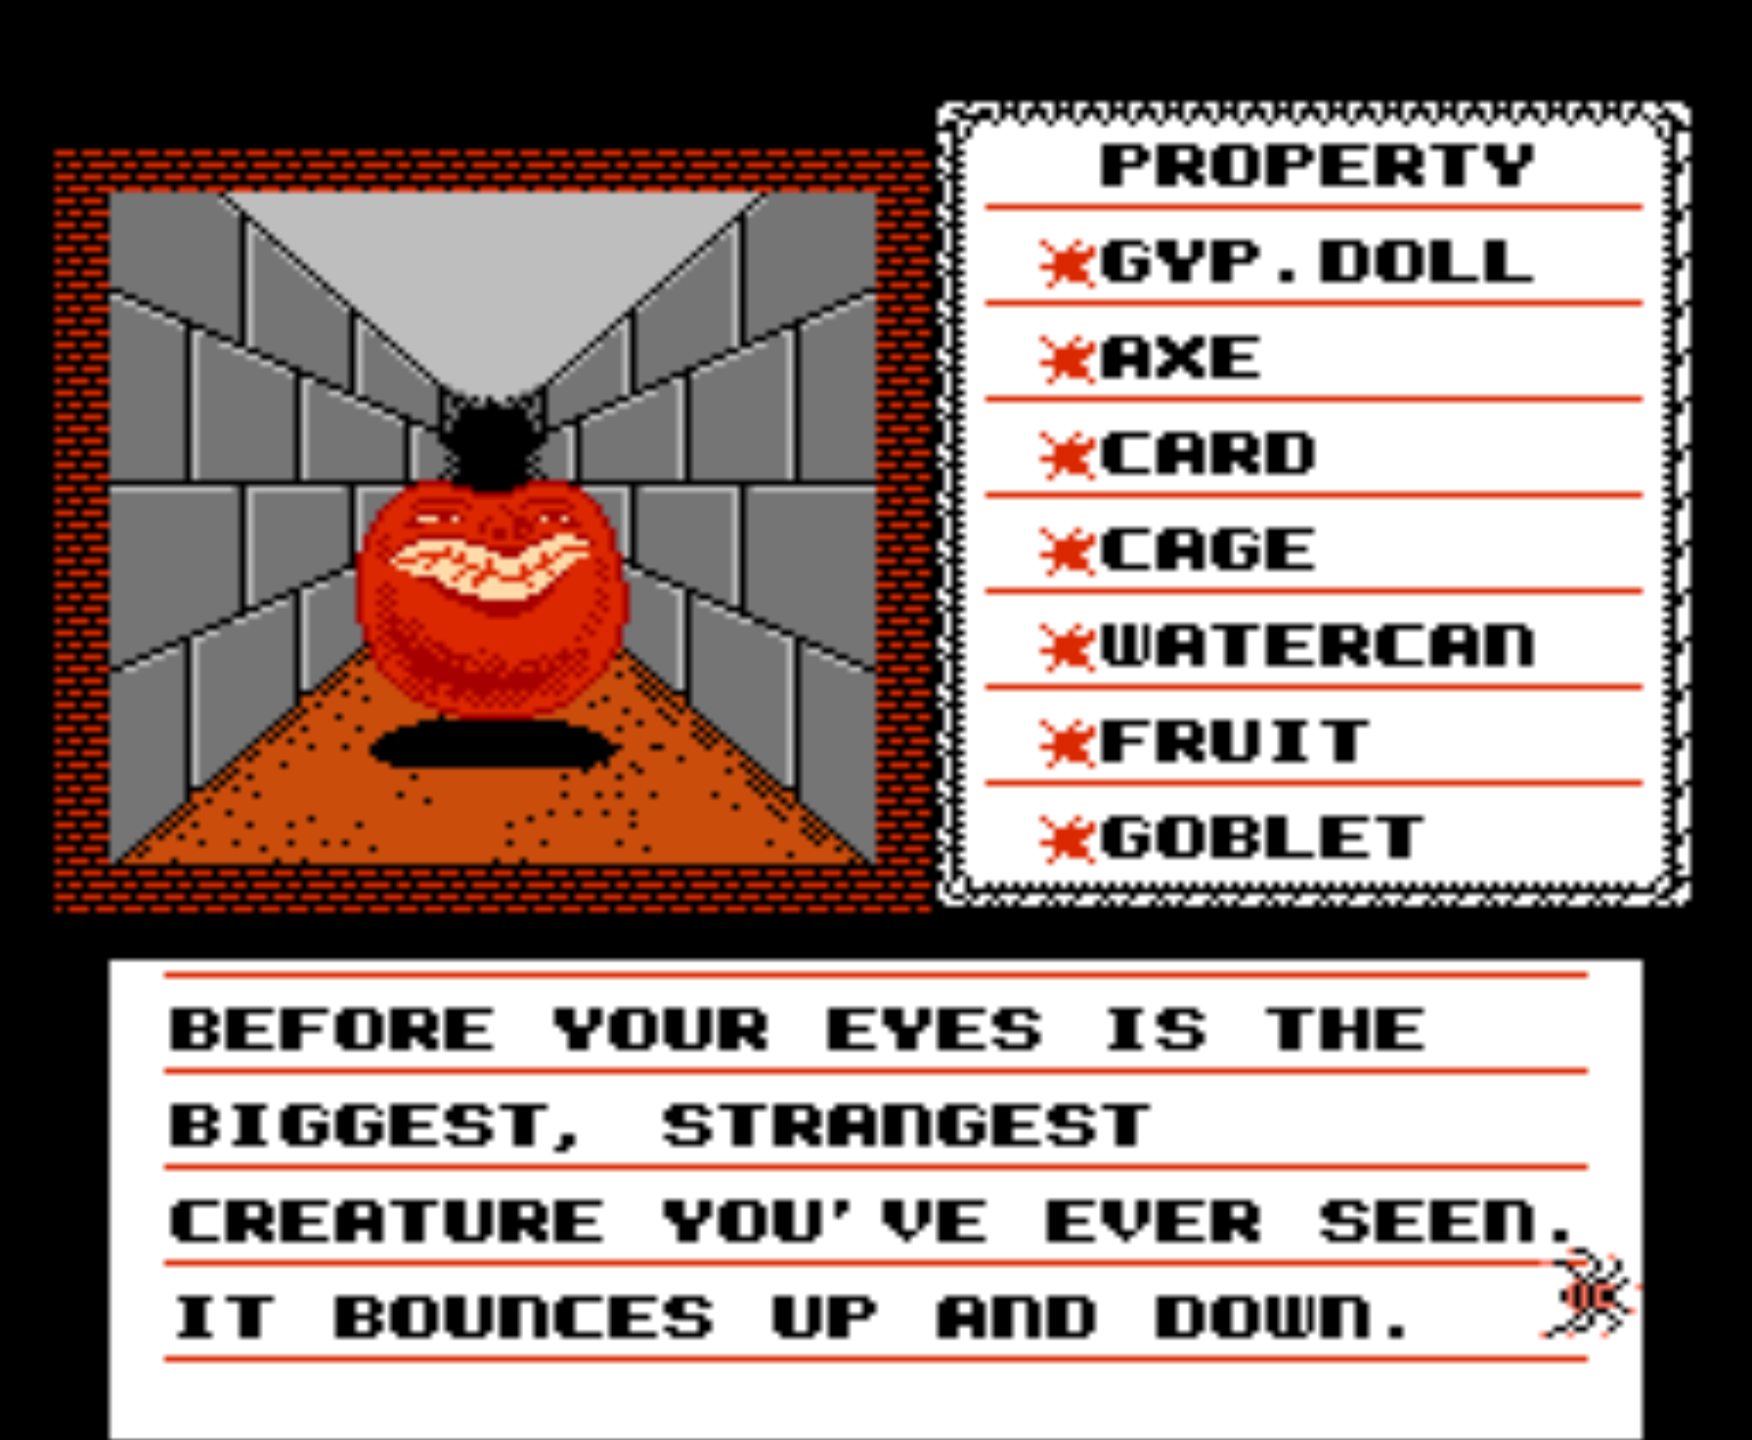 PROPERTY
GYP.DOLL
AXE
CARD
CAGE
WATERCAN
FRUIT
GOBLET
BEFORE YOUR EYES IS THE
BIGGEST, STRANGEST
CREATURE YOU'VE EVER SEEN.
IT BOUNCES UP AND DOWN.